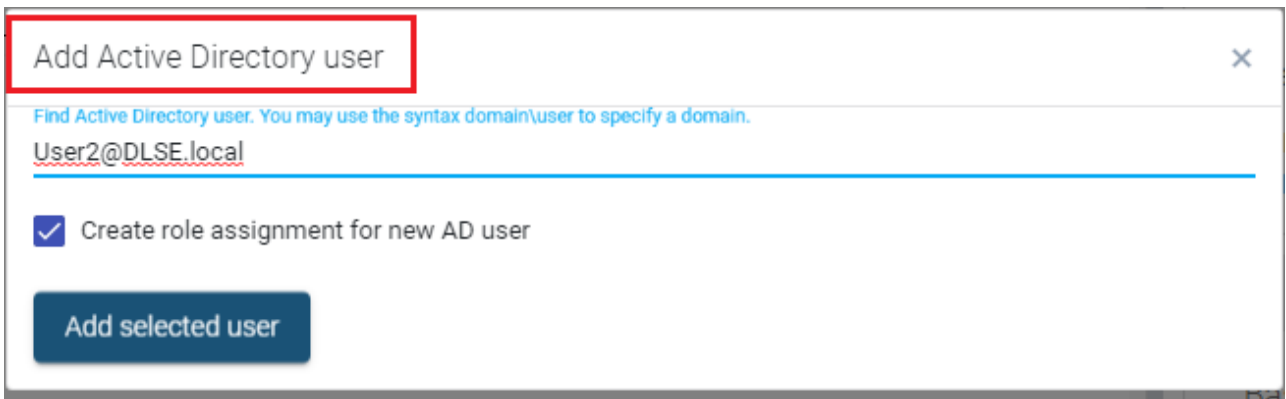 Add Active Directory user
Find Active Directory user. You may use the syntax domain\user to specify a domain.
User2@DLSE.local
Create role assignment for new AD user
Add selected user